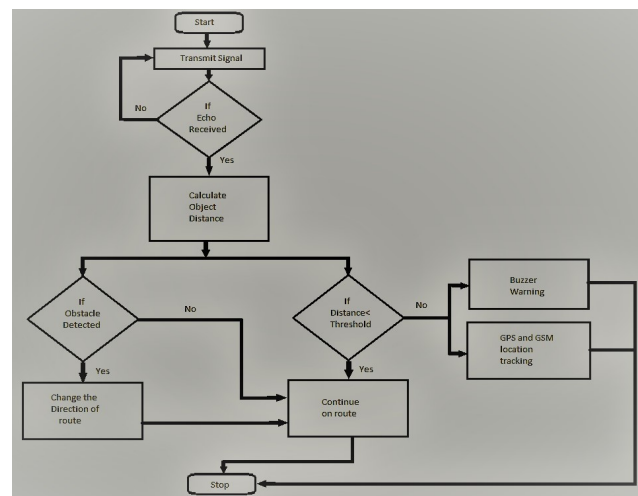 Start
Transmit Signal
If
Echo
Received
No
Yes
Calculate
Object
Distance
If
Obstacle
Detected
No
Yes
If
Distance<
Threshold
No
Yes
Buzzer
Warning
GPS and GSM
location
tracking
Change the
Direction of
route
Continue
on route
Stop